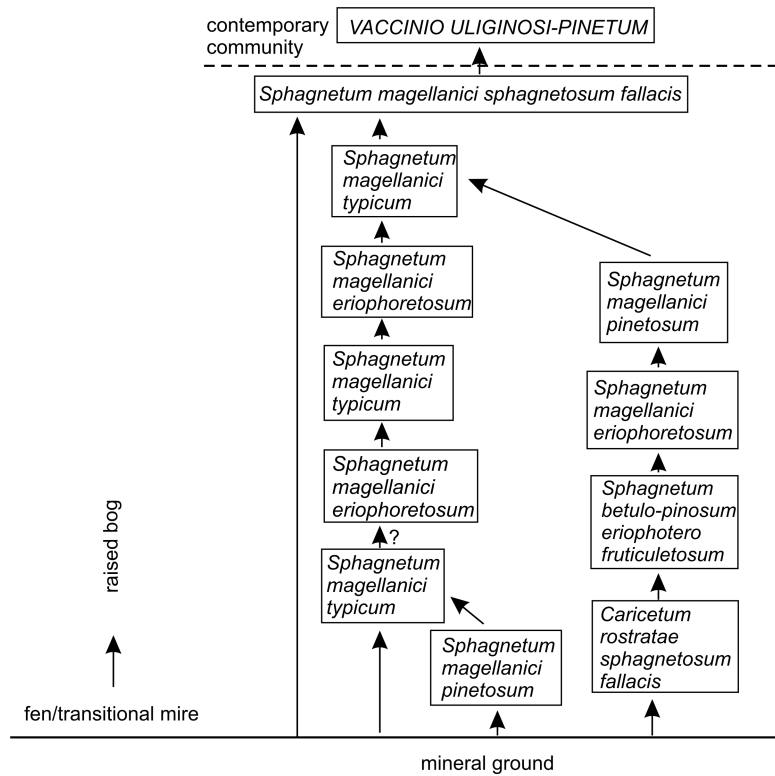 contemporary
community
VACCINIO ULIGINOSI-PINETUM
Sphagnetum magellanici sphagnetosum fallacis
Sphagnetum
magellanici
typicum
Sphagnetum
magellanici
eriophoretosum
Sphagnetum
magellanici
pinetosum
Sphagnetum
magellanici
typicum
Sphagnetum
magellanici
eriophoretosum
Sphagnetum
magellanici
eriophoretosum
Sphagnetum
betulo-pinosum
eriophotero
fruticuletosum
?
Sphagnetum
magellanici
typicum
Caricetum
rostratae
sphagnetosum
fallacis
Sphagnetum
magellanici
pinetosum
raised bog
fen/transitional mire
mineral ground